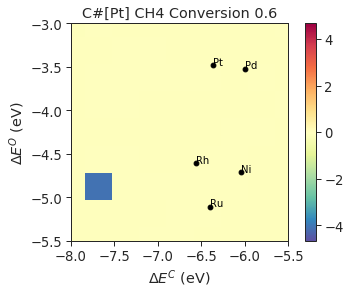 C#[Pt] CH4 Conversion 0.6
−3.0
−3.5
−4.0
−4.5
−5.0
−5.5
ΔE^O (eV)
Pt
Pd
Rh
Ni
Ru
−8.0 −7.5 −7.0 −6.5 −6.0 −5.5
ΔE^C (eV)
4
2
0
−2
−4